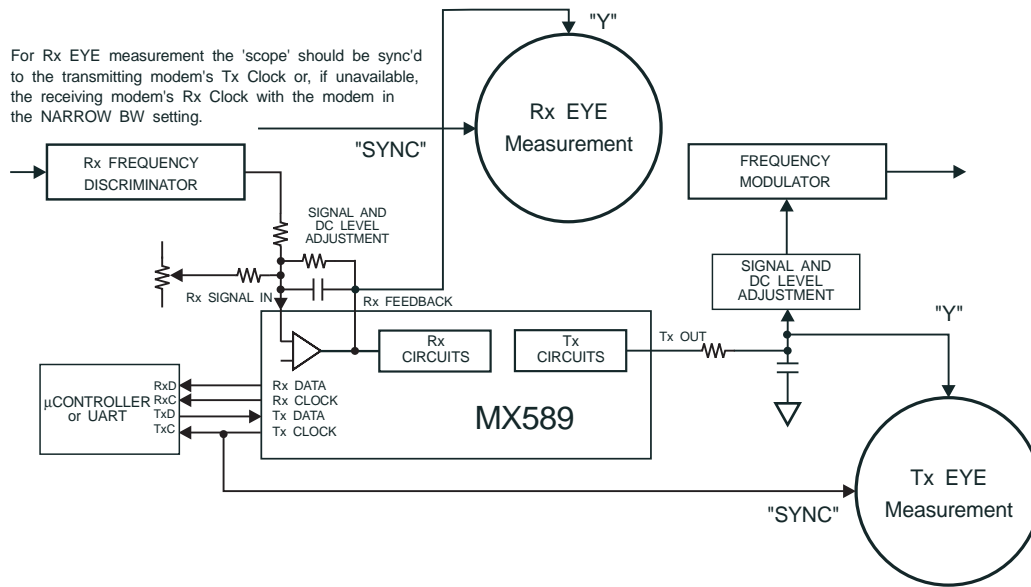 "Y"
For Rx EYE measurement the 'scope' should be sync'd
to the transmitting modem's Tx Clock or, if unavailable,
the receiving modem's Rx Clock with the modem in
the NARROW BW setting.
Rx EYE
Measurement
"SYNC"
Rx FREQUENCY
DISCRIMINATOR
FREQUENCY
MODULATOR
SIGNAL AND
DC LEVEL
ADJUSTMENT
SIGNAL AND
DC LEVEL
ADJUSTMENT
Rx SIGNAL IN
Rx FEEDBACK
"Y"
Rx
CIRCUITS
Tx
CIRCUITS
Tx OUT
µCONTROLLER
or UART
RxD
RxC
TxD
TxC
Rx DATA
Rx CLOCK
Tx DATA
Tx CLOCK
MX589
Tx EYE
Measurement
"SYNC"